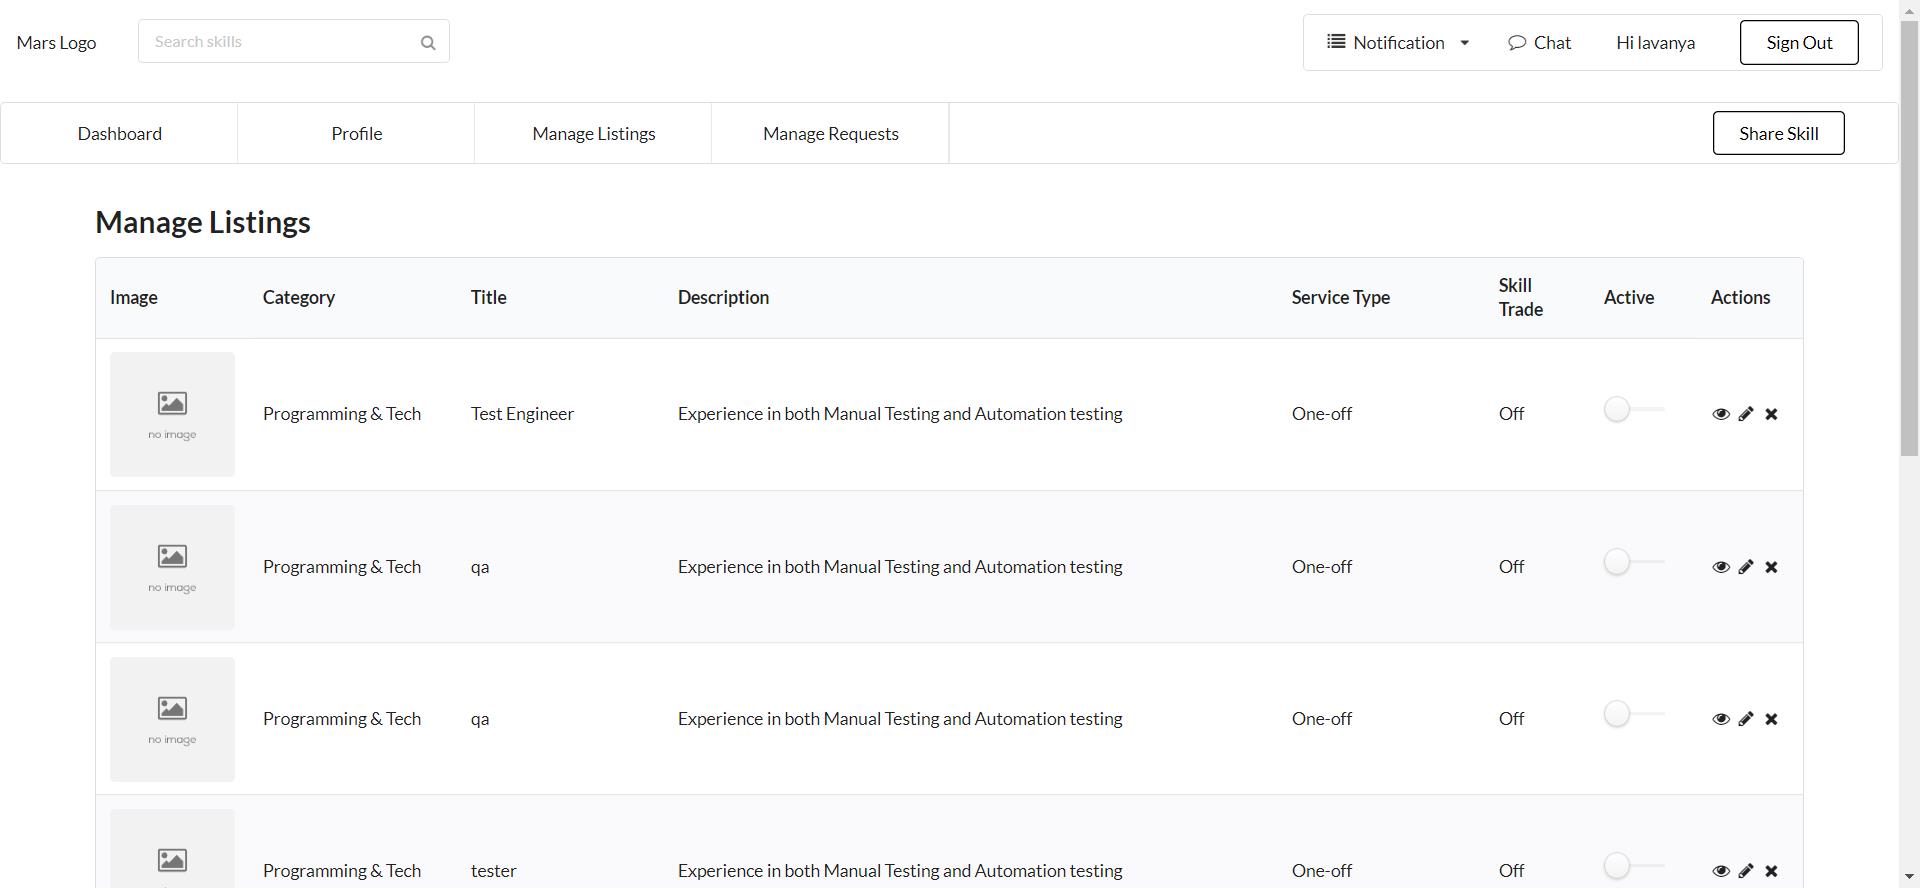 Mars Logo
Search skills
Notification
Chat
Hi lavanya
Sign Out
Dashboard
Profile
Manage Listings
Manage Requests
Share Skill
Manage Listings
Image
Category
Title
Description
Service Type
Skill
Trade
Active
Actions
no image
Programming & Tech
Test Engineer
Experience in both Manual Testing and Automation testing
One-off
Off
no image
Programming & Tech
qa
Experience in both Manual Testing and Automation testing
One-off
Off
no image
Programming & Tech
qa
Experience in both Manual Testing and Automation testing
One-off
Off
Programming & Tech
tester
Experience in both Manual Testing and Automation testing
One-off
Off